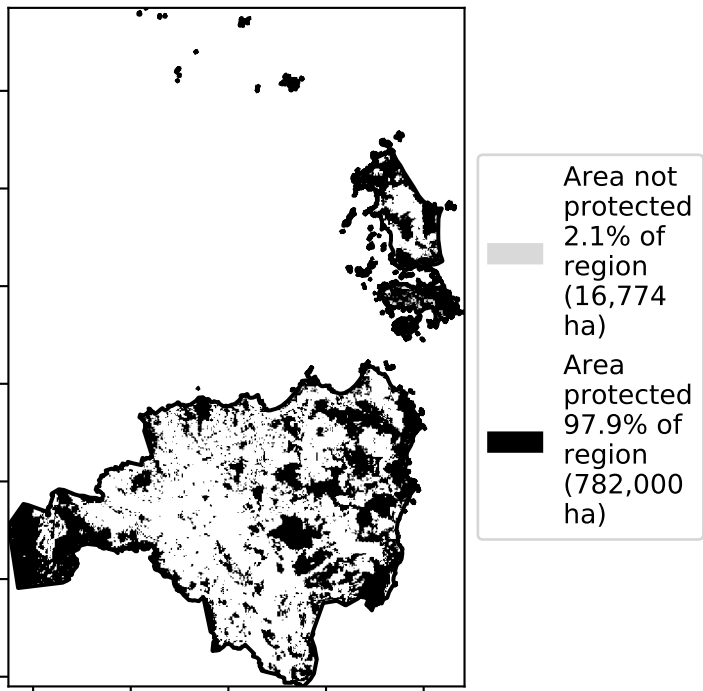 Area not
protected
2.1% of
region
(16,774
ha)
Area
protected
97.9% of
region
(782,000
ha)